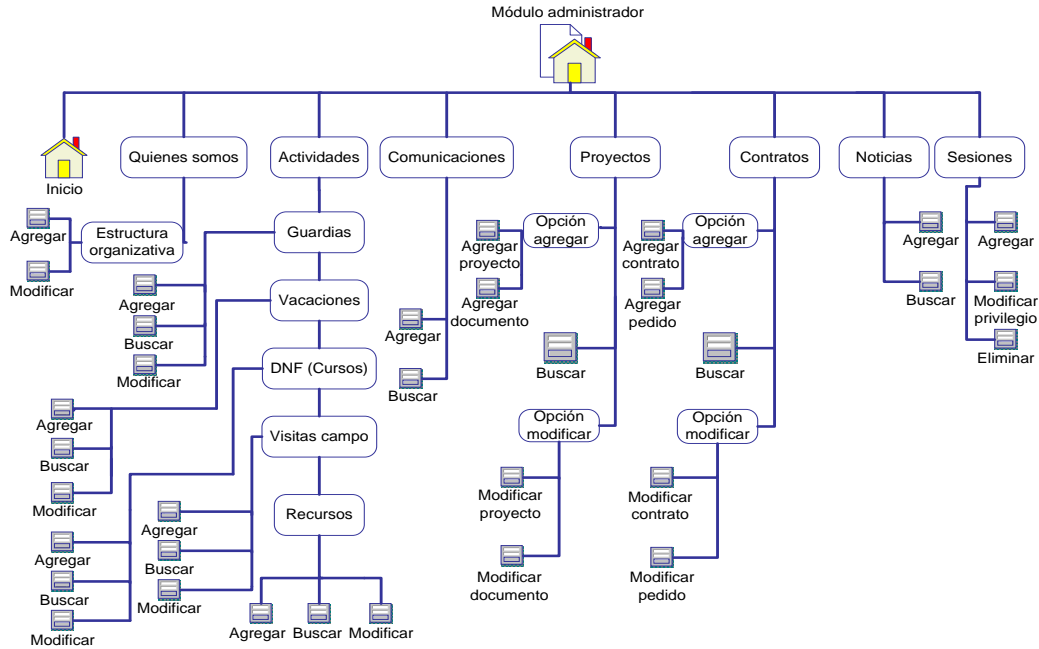 Módulo administrador
Inicio
Quienes somos
Actividades
Comunicaciones
Proyectos
Contratos
Noticias
Sesiones
Estructura
organizativa
Agregar
Modificar
Guardias
Agregar
Buscar
Modificar
Vacaciones
Agregar
Buscar
Modificar
DNF (Cursos)
Agregar
Buscar
Modificar
Visitas campo
Agregar
Buscar
Modificar
Recursos
Agregar
Buscar
Modificar
Agregar
Buscar
Opción
agregar
Agregar
proyecto
Agregar
documento
Buscar
Opción
modificar
Modificar
proyecto
Modificar
documento
Opción
agregar
Agregar
contrato
Agregar
pedido
Buscar
Opción
modificar
Modificar
contrato
Modificar
pedido
Agregar
Buscar
Agregar
Modificar
privilegio
Eliminar